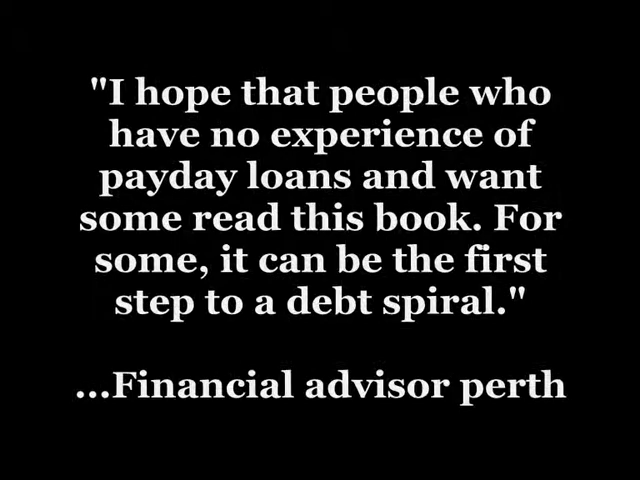 "I hope that people who
have no experience of
payday loans and want
some read this book. For
some, it can be the first
step to a debt spiral."
...Financial advisor perth